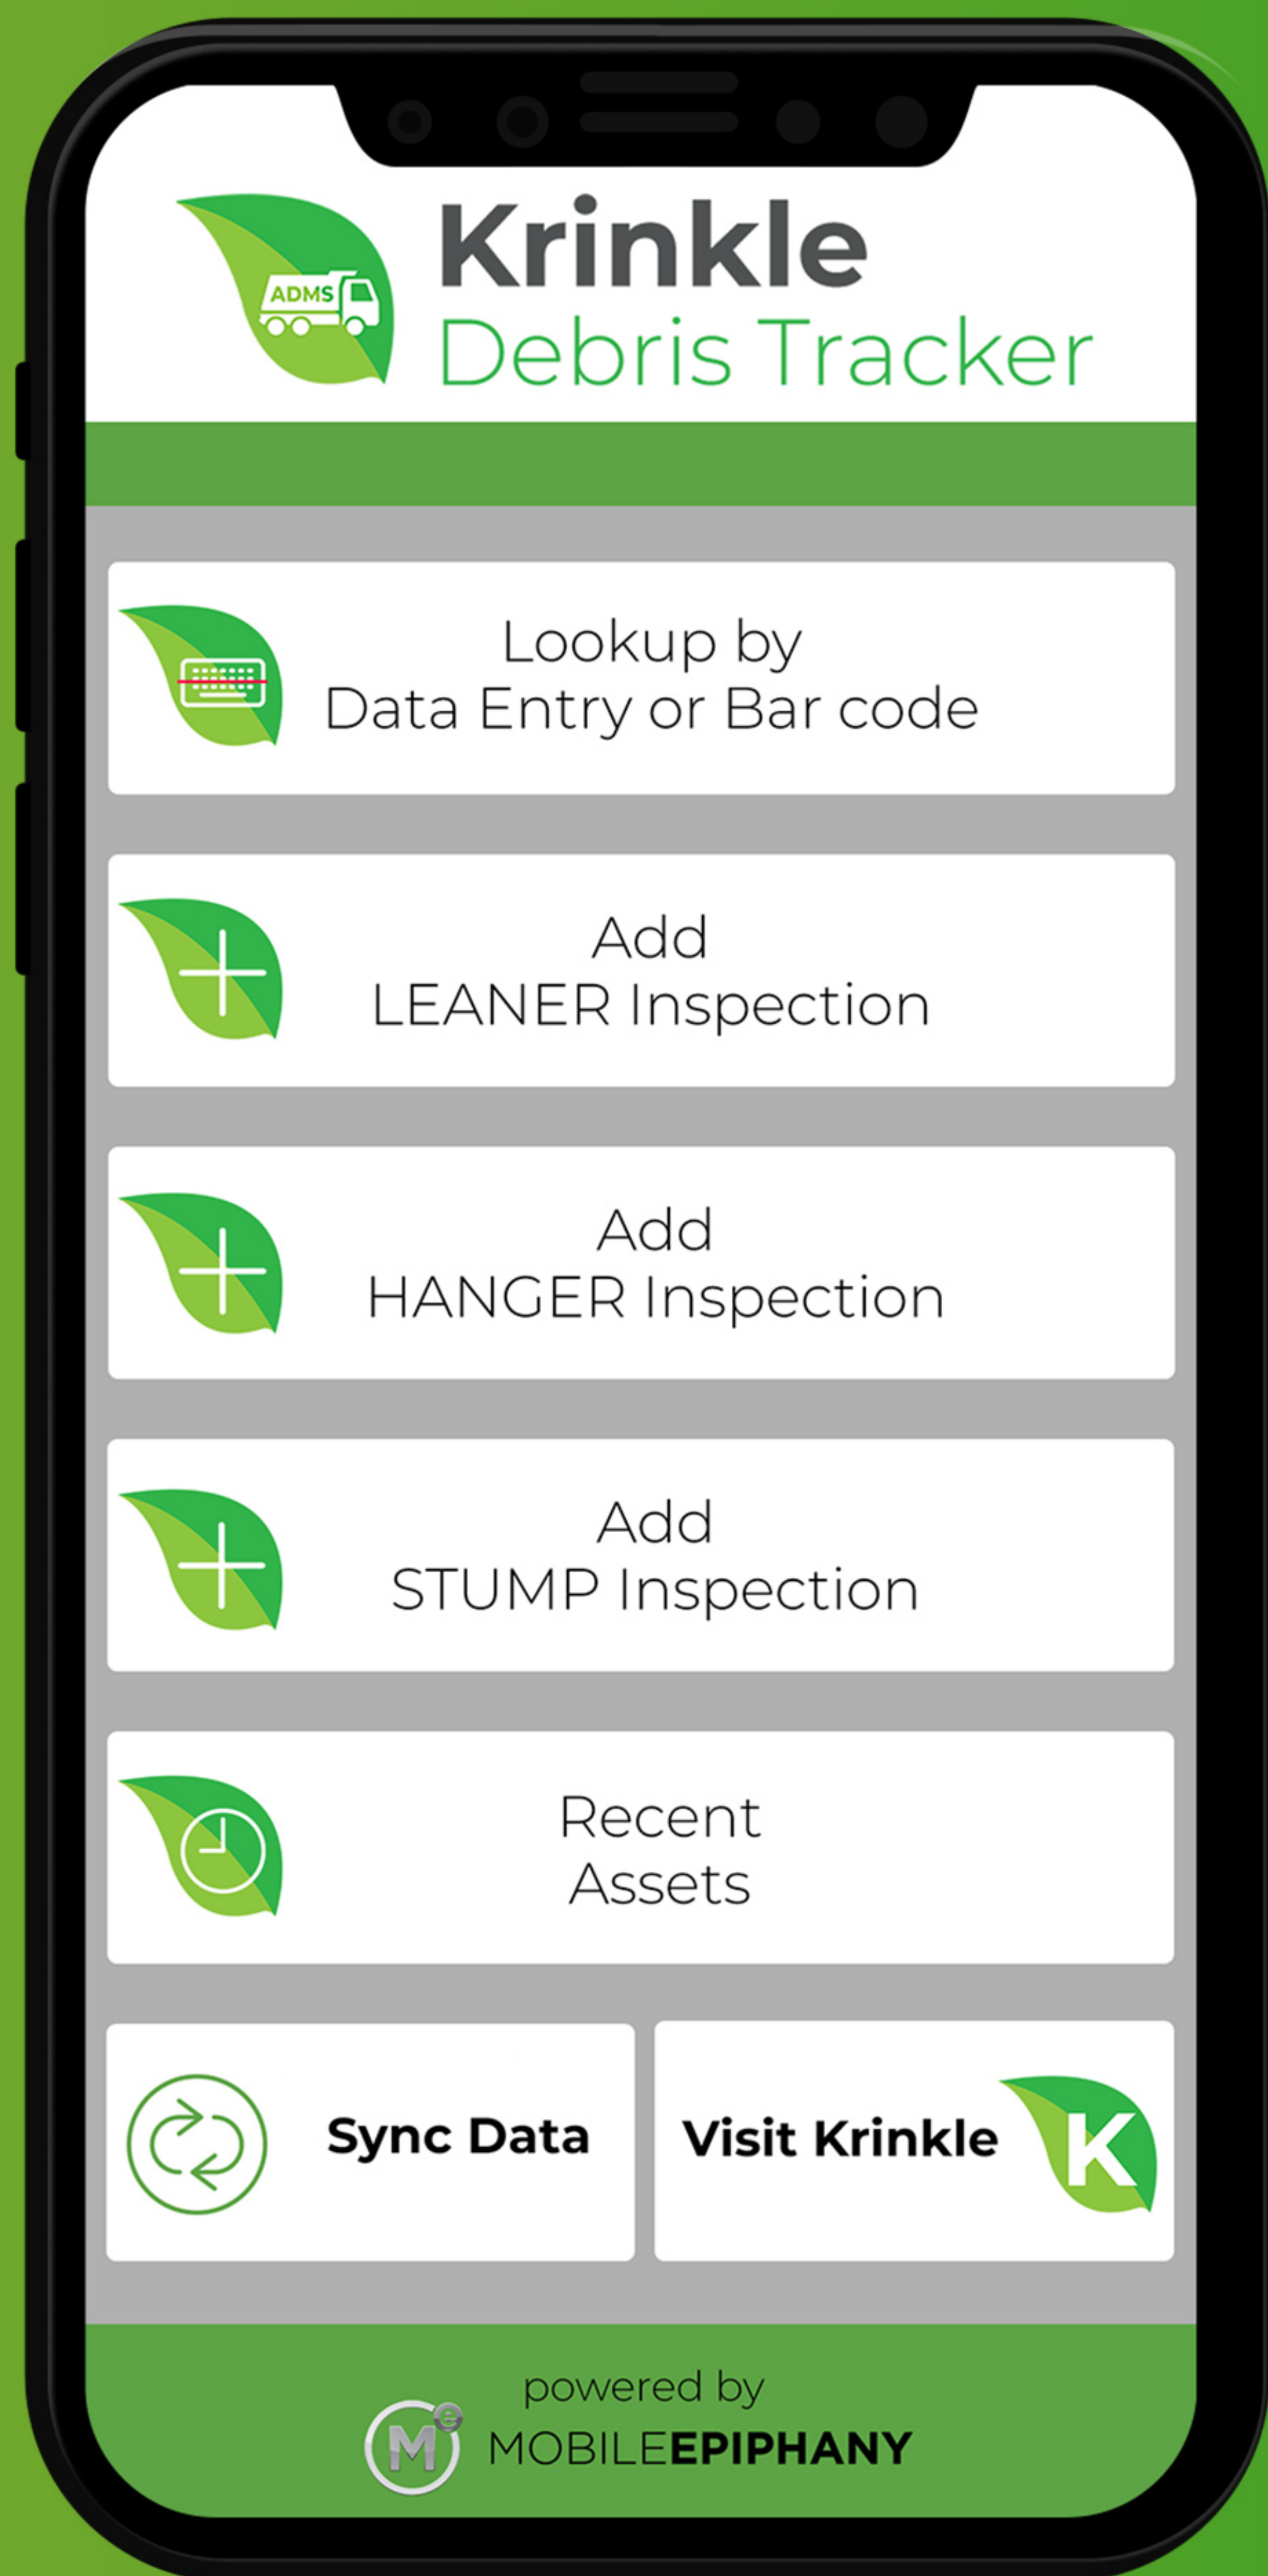 Krinkle
ADMS
Debris Tracker
Lookup by
Data Entry or Bar code
Add
LEANER Inspection
Add
HANGER Inspection
Add
STUMP Inspection
Recent
Assets
Sync Data
Visit Krinkle
K
powered by
Me
MOBILEEPIPHANY